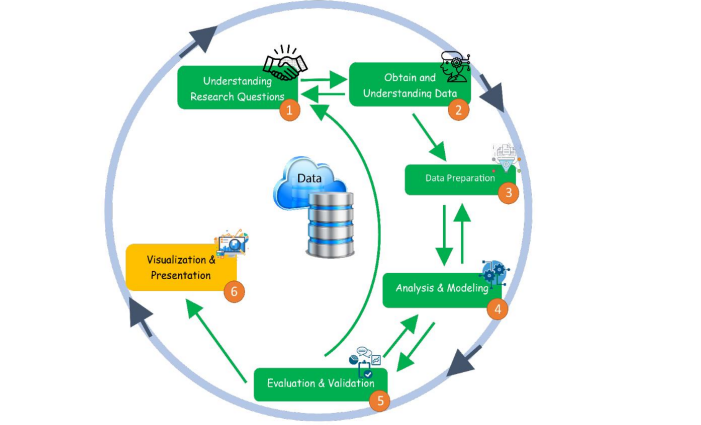 Understanding
Research Questions
1
Obtain and
Understanding Data
2
Data Preparation
3
Analysis & Modeling
4
Evaluation & Validation
5
Visualization &
Presentation
6
Data